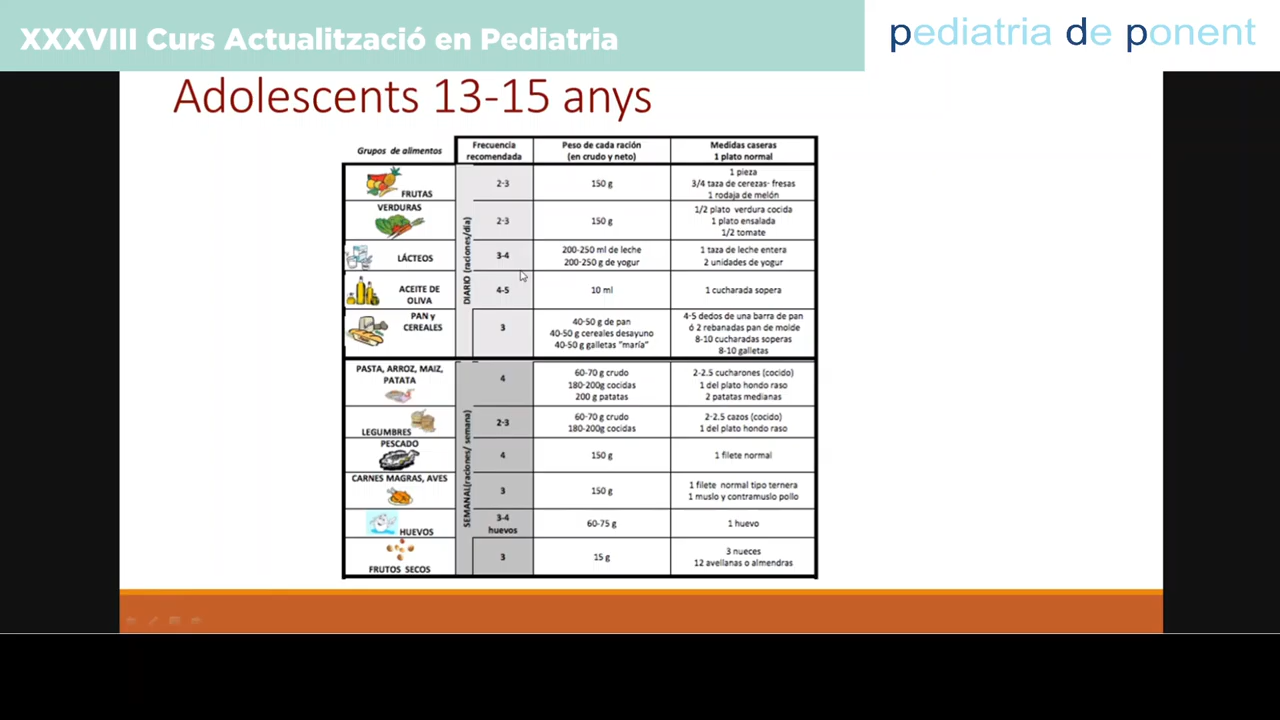 XXXVIII Curs Actualització en Pediatria
pediatria de ponent
Adolescents 13-15 anys
Grupos de alimentos
Frecuencia
recomendada
Peso de cada ración
(en crudo y neto)
Medidas caseras
1 plato normal
DIARIO (raciones/día)
FRUTAS
2-3
150 g
1 pieza
3/4 taza de cerezas- fresas
1 rodaja de melón
VERDURAS
2-3
150 g
1/2 plato verdura cocida
1 plato ensalada
1/2 tomate
LÁCTEOS
3-4
200-250 ml de leche
200-250 g de yogur
1 taza de leche entera
2 unidades de yogur
ACEITE DE
OLIVA
4-5
10 ml
1 cucharada sopera
PAN y
CEREALES
3
40-50 g de pan
40-50 g cereales desayuno
40-50 g galletas "maría"
4-5 dedos de una barra de pan
ó 2 rebanadas pan de molde
8-10 cucharadas soperas
8-10 galletas
SEMANAL(raciones/ semana)
PASTA, ARROZ, MAIZ,
PATATA
4
60-70 g crudo
180-200g cocidas
200 g patatas
2-2.5 cucharones (cocido)
1 del plato hondo raso
2 patatas medianas
LEGUMBRES
2-3
60-70 g crudo
180-200g cocidas
2-2.5 cazos (cocido)
1 del plato hondo raso
PESCADO
4
150 g
1 filete normal
CARNES MAGRAS, AVES
3
150 g
1 filete normal tipo ternera
1 muslo y contramuslo pollo
HUEVOS
3-4
huevos
60-75 g
1 huevo
FRUTOS SECOS
3
15 g
3 nueces
12 avellanas o almendras